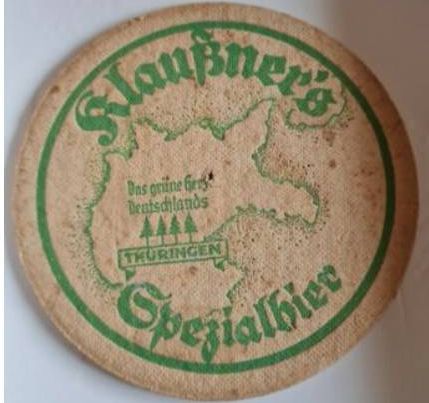 Klaußner's
Das grüne Herz
Deutschlands
THÜRINGEN
Spezialbier